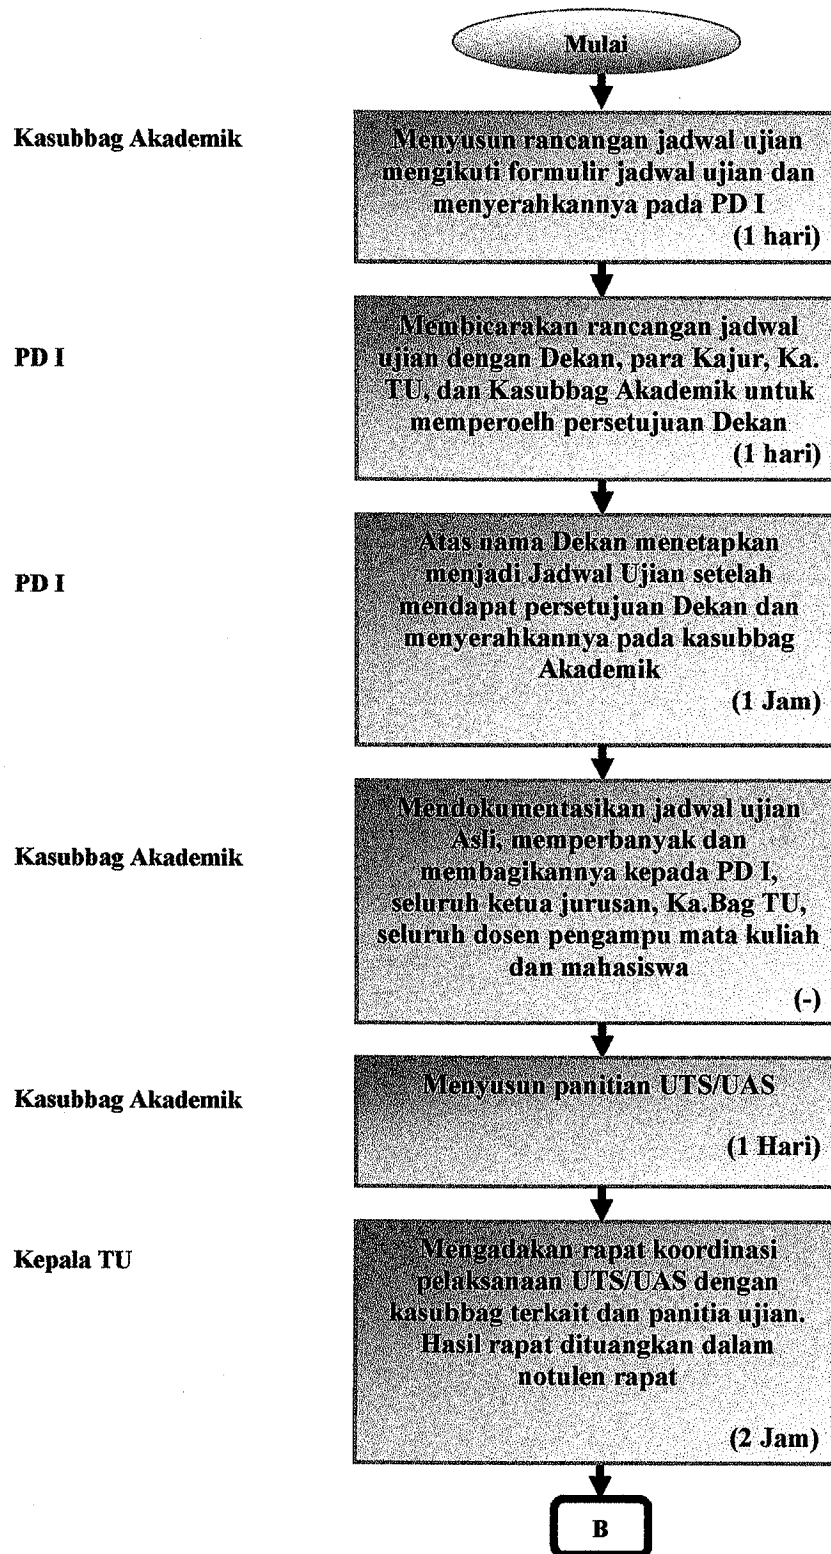 Mulai
Kasubbag Akademik
Menyusun rancangan jadwal ujian
mengikuti formulir jadwal ujian dan
menyerahkannya pada PD I
(1 hari)
PD I
Membicarakan rancangan jadwal
ujian dengan Dekan, para Kajur, Ka.
TU, dan Kasubbag Akademik untuk
memperoelh persetujuan Dekan
(1 hari)
PD I
Atas nama Dekan menetapkan
menjadi Jadwal Ujian setelah
mendapat persetujuan Dekan dan
menyerahkannya pada kasubbag
Akademik
(1 Jam)
Kasubbag Akademik
Mendokumentasikan jadwal ujian
Asli, memperbanyak dan
membagikannya kepada PD I,
seluruh ketua jurusan, Ka.Bag TU,
seluruh dosen pengampu mata kuliah
dan mahasiswa
(-)
Kasubbag Akademik
Menyusun panitian UTS/UAS
(1 Hari)
Kepala TU
Mengadakan rapat koordinasi
pelaksanaan UTS/UAS dengan
kasubbag terkait dan panitia ujian.
Hasil rapat dituangkan dalam
notulen rapat
(2 Jam)
B